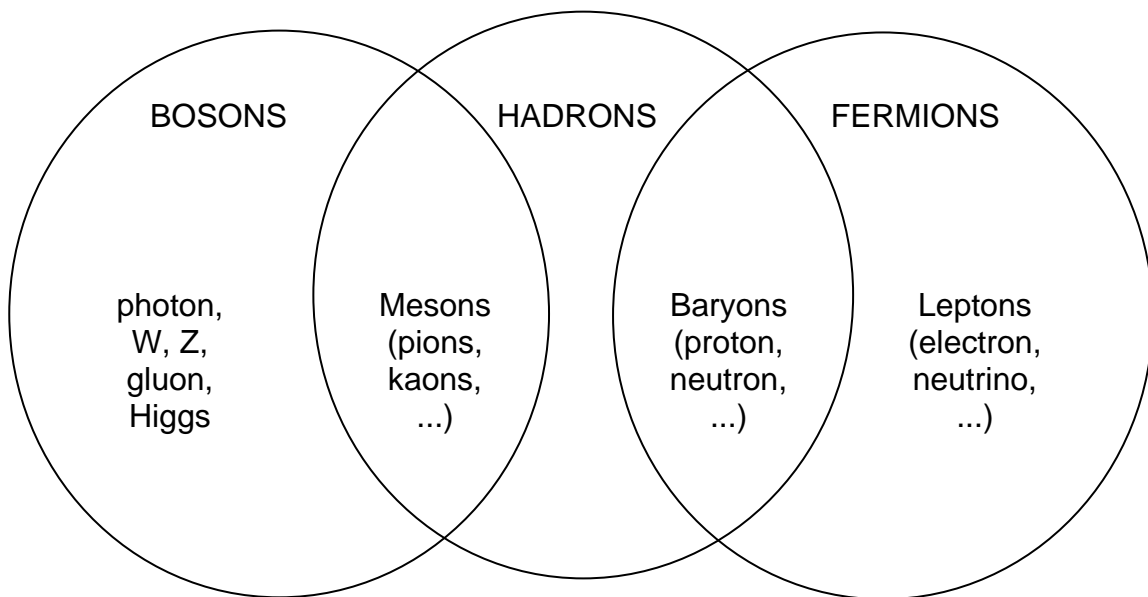 BOSONS
HADRONS
FERMIONS
photon,
W, Z,
gluon,
Higgs
Mesons
(pions,
kaons,
...)
Baryons
(proton,
neutron,
...)
Leptons
(electron,
neutrino,
...)